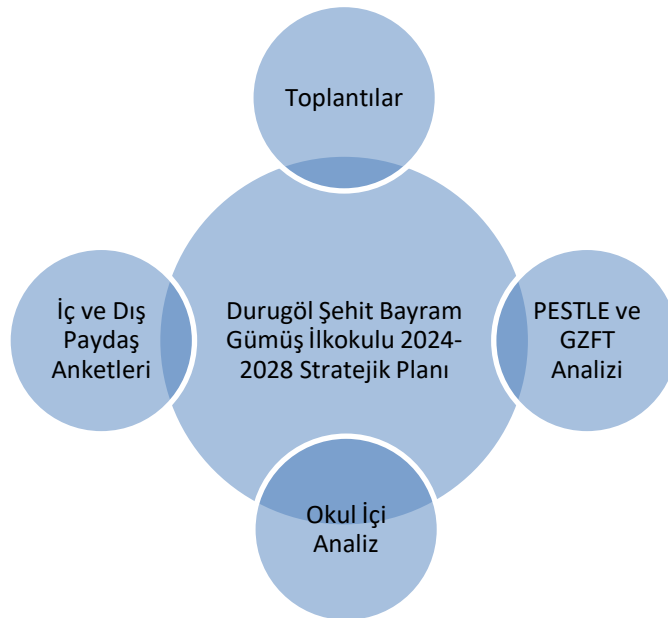 Toplantılar
İç ve Dış
Paydaş
Anketleri
Durugöl Şehit Bayram
Gümüş İlkokulu 2024-
2028 Stratejik Planı
PESTLE ve
GZFT
Analizi
Okul İçi
Analiz